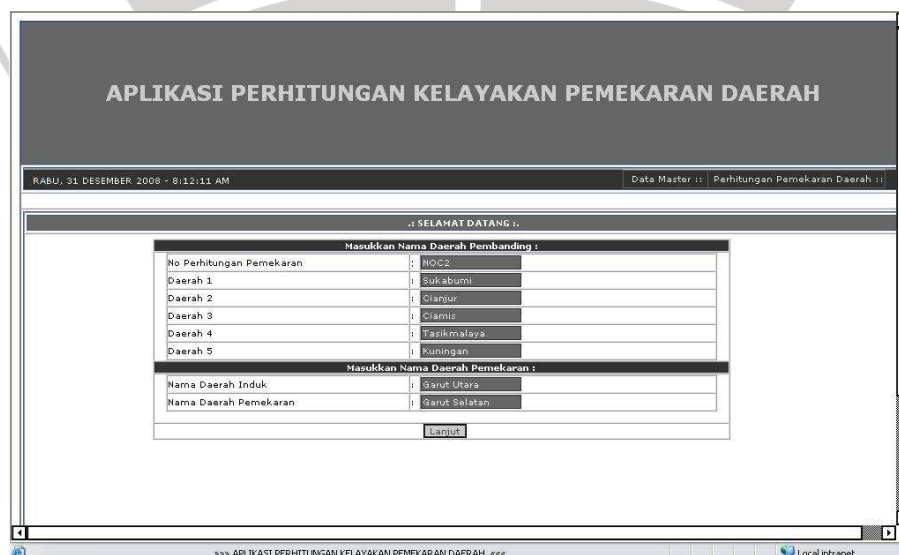 APLIKASI PERHITUNGAN KELAYAKAN PEMEKARAN DAERAH
RABU, 31 DESEMBER 2008 - 8:12:11 AM Data Master :: Perhitungan Pemekaran Daerah ::
.: SELAMAT DATANG :.
Masukkan Nama Daerah Pembanding :
No Perhitungan Pemekaran : NOC2
Daerah 1 : Sukabumi
Daerah 2 : Cianjur
Daerah 3 : Ciamis
Daerah 4 : Tasikmalaya
Daerah 5 : Kuningan
Masukkan Nama Daerah Pemekaran :
Nama Daerah Induk : Garut Utara
Nama Daerah Pemekaran : Garut Selatan
Lanjut
»»» APLIKASI PERHITUNGAN KELAYAKAN PEMEKARAN DAERAH «««
Local intranet